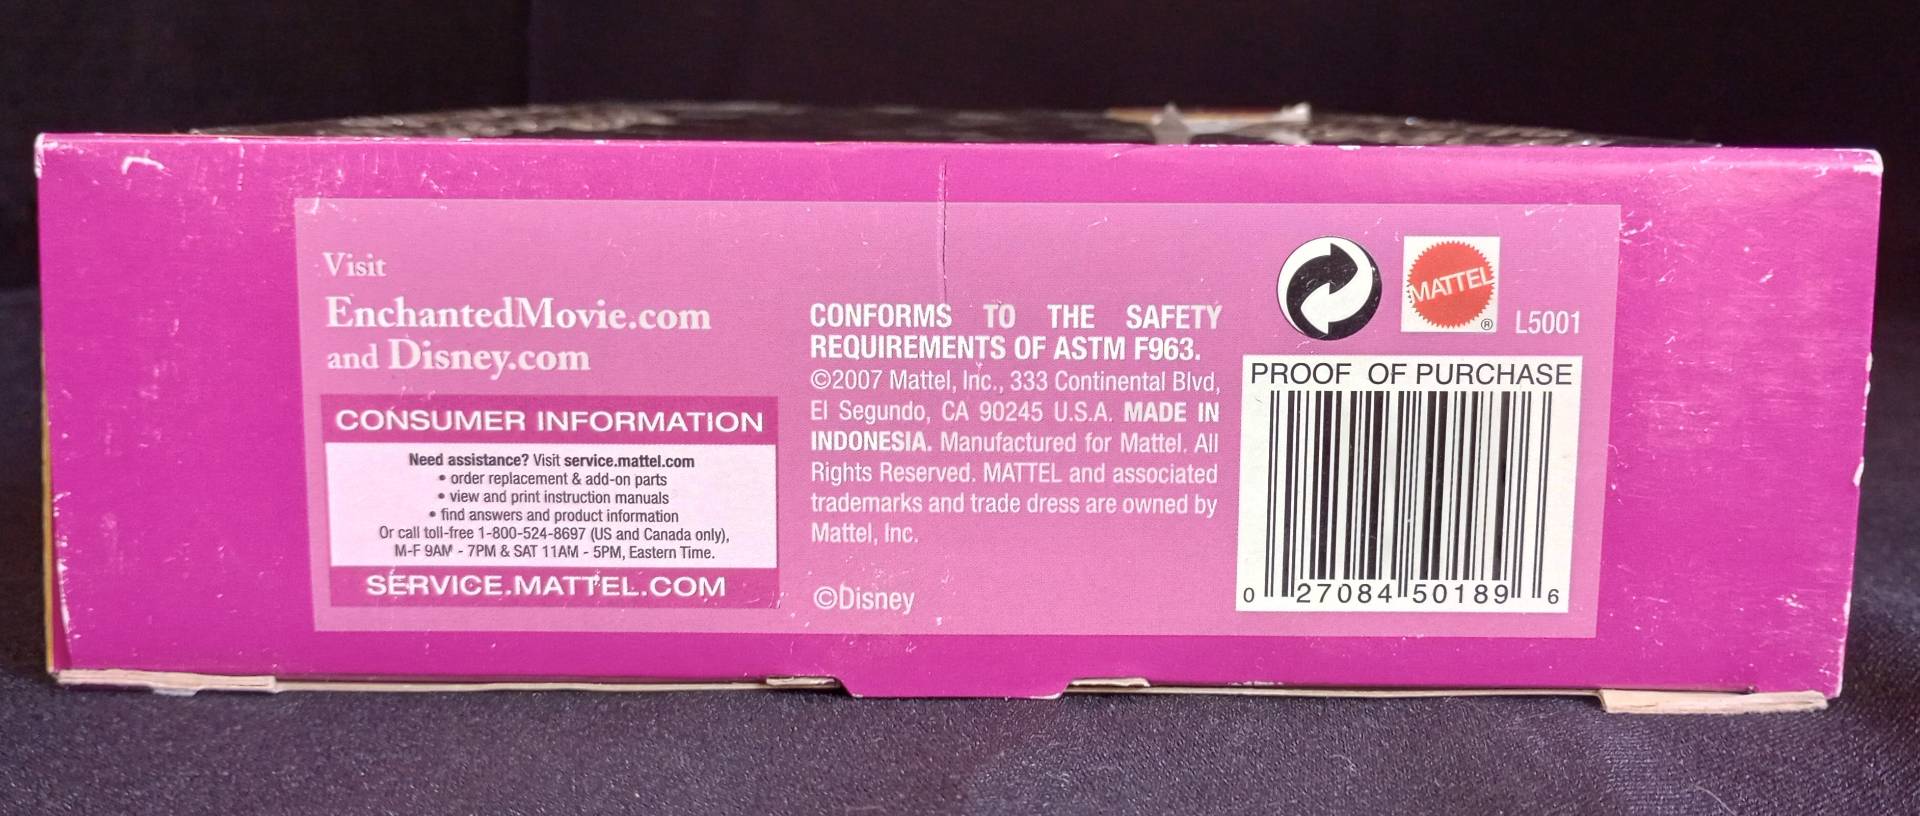 Visit
EnchantedMovie.com
and Disney.com
CONSUMER INFORMATION
Need assistance? Visit service.mattel.com
• order replacement & add-on parts
• view and print instruction manuals
• find answers and product information
Or call toll-free 1-800-524-8697 (US and Canada only),
M-F 9AM - 7PM & SAT 11AM - 5PM, Eastern Time.
SERVICE.MATTEL.COM
CONFORMS TO THE SAFETY
REQUIREMENTS OF ASTM F963.
©2007 Mattel, Inc., 333 Continental Blvd,
El Segundo, CA 90245 U.S.A. MADE IN
INDONESIA. Manufactured for Mattel. All
Rights Reserved. MATTEL and associated
trademarks and trade dress are owned by
Mattel, Inc.
©Disney
MATTEL
®
L5001
PROOF OF PURCHASE
0 27084 50189 6